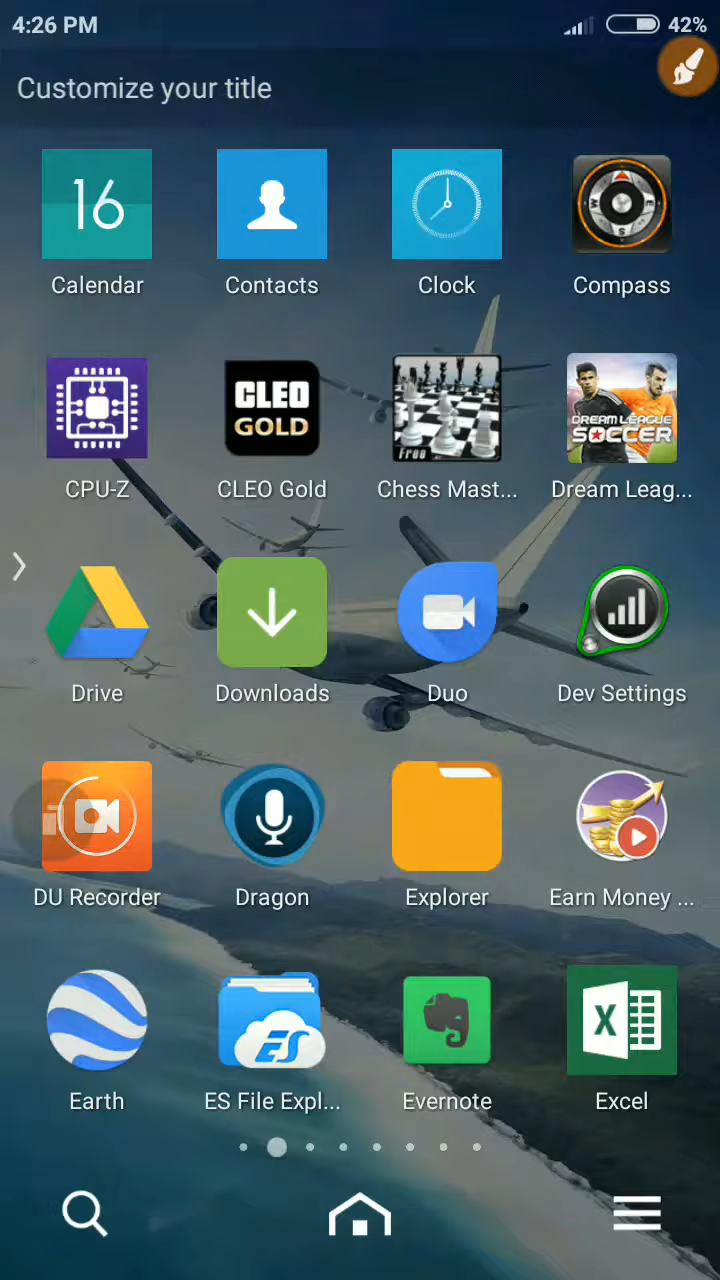 4:26 PM 42%
Customize your title
16
Calendar Contacts Clock Compass
CLEO
GOLD
Free
DREAM LEAGUE
SOCCER
CPU-Z CLEO Gold Chess Mast... Dream Leag...
Drive Downloads Duo Dev Settings
DU Recorder Dragon Explorer Earn Money ...
ES
X
Earth ES File Expl... Evernote Excel